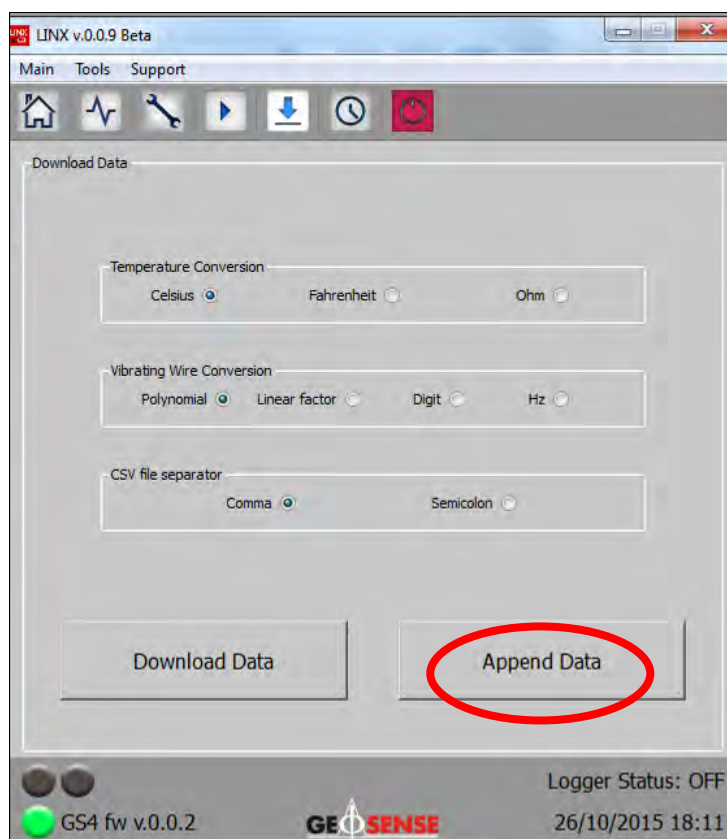 LINX v.0.0.9 Beta
Main Tools Support
Download Data
Temperature Conversion
Celsius Fahrenheit Ohm
Vibrating Wire Conversion
Polynomial Linear factor Digit Hz
CSV file separator
Comma Semicolon
Download Data Append Data
Logger Status: OFF
GS4 fw v.0.0.2 GEOSENSE 26/10/2015 18:11